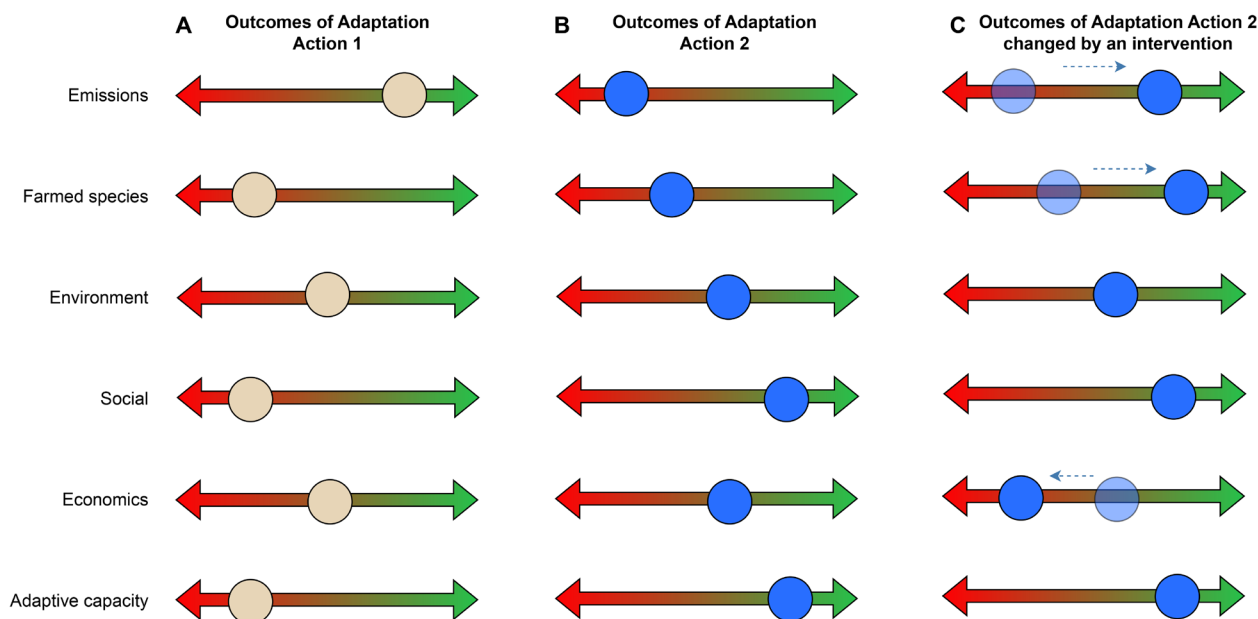 A
Outcomes of Adaptation
Action 1
B
Outcomes of Adaptation
Action 2
C
Outcomes of Adaptation Action 2
changed by an intervention
Emissions
Farmed species
Environment
Social
Economics
Adaptive capacity